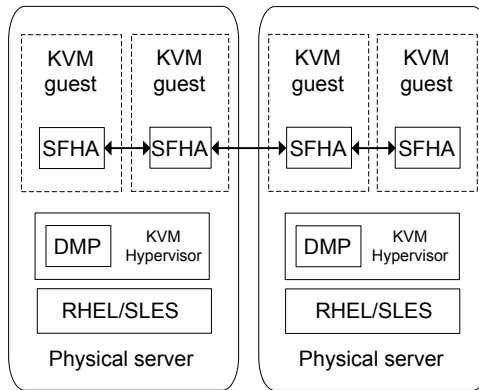 KVM
guest
KVM
guest
KVM
guest
KVM
guest
SFHA
SFHA
SFHA
SFHA
DMP
KVM
Hypervisor
DMP
KVM
Hypervisor
RHEL/SLES
RHEL/SLES
Physical server
Physical server